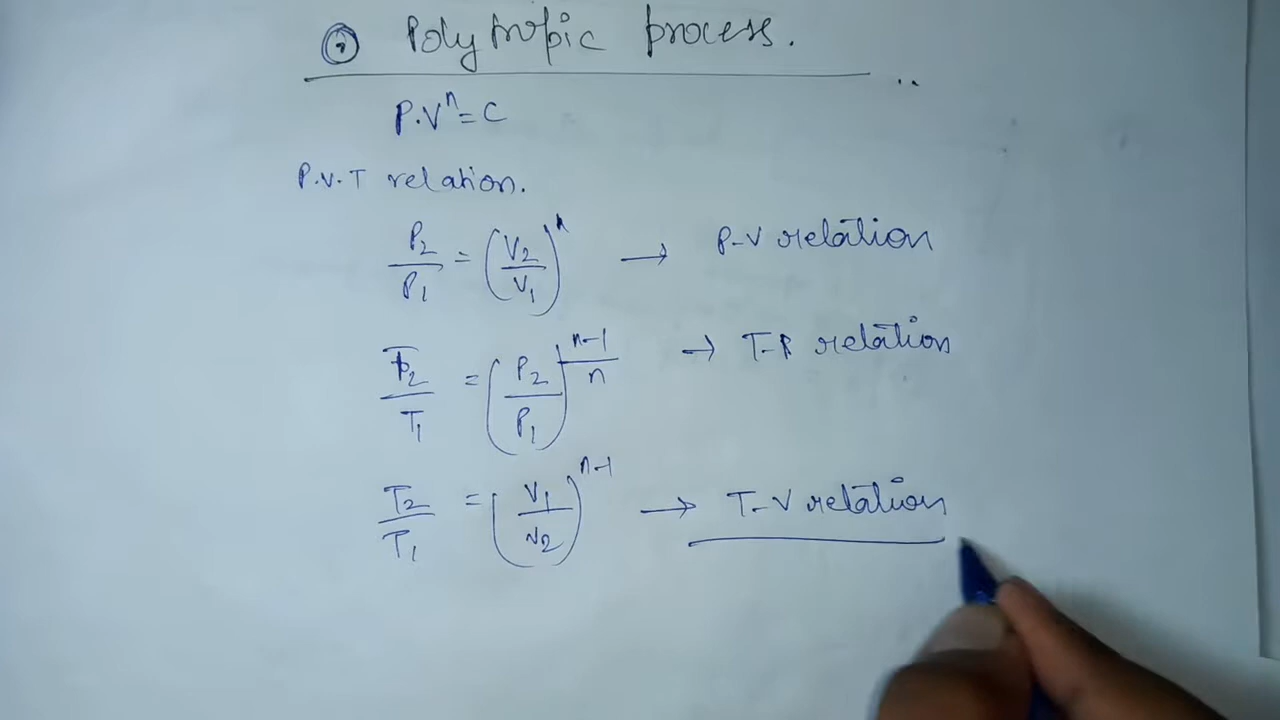 7 Polytropic process.
P.Vⁿ = C
P.V.T relation.
P₂/P₁ = (V₂/V₁)ⁿ → P-V relation
T₂/T₁ = (P₂/P₁)^(n-1/n) → T-P relation
T₂/T₁ = (V₁/V₂)^(n-1) → T-V relation